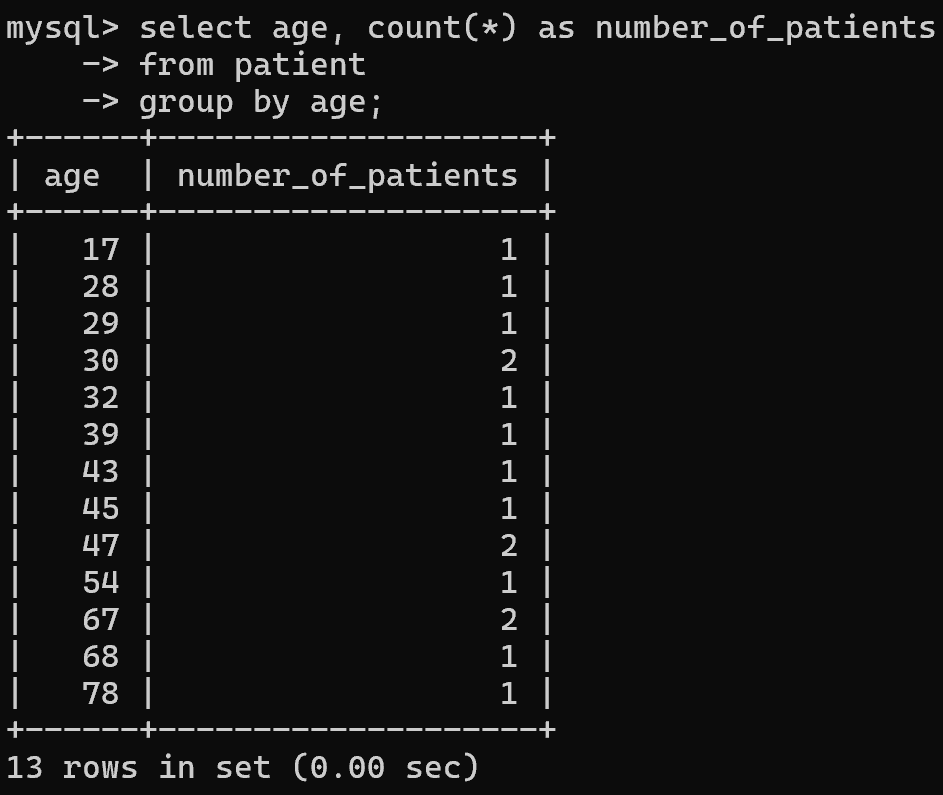 mysql> select age, count(*) as number_of_patients
    -> from patient
    -> group by age;
+------+--------------------+
| age  | number_of_patients |
+------+--------------------+
|   17 |                  1 |
|   28 |                  1 |
|   29 |                  1 |
|   30 |                  2 |
|   32 |                  1 |
|   39 |                  1 |
|   43 |                  1 |
|   45 |                  1 |
|   47 |                  2 |
|   54 |                  1 |
|   67 |                  2 |
|   68 |                  1 |
|   78 |                  1 |
+------+--------------------+
13 rows in set (0.00 sec)